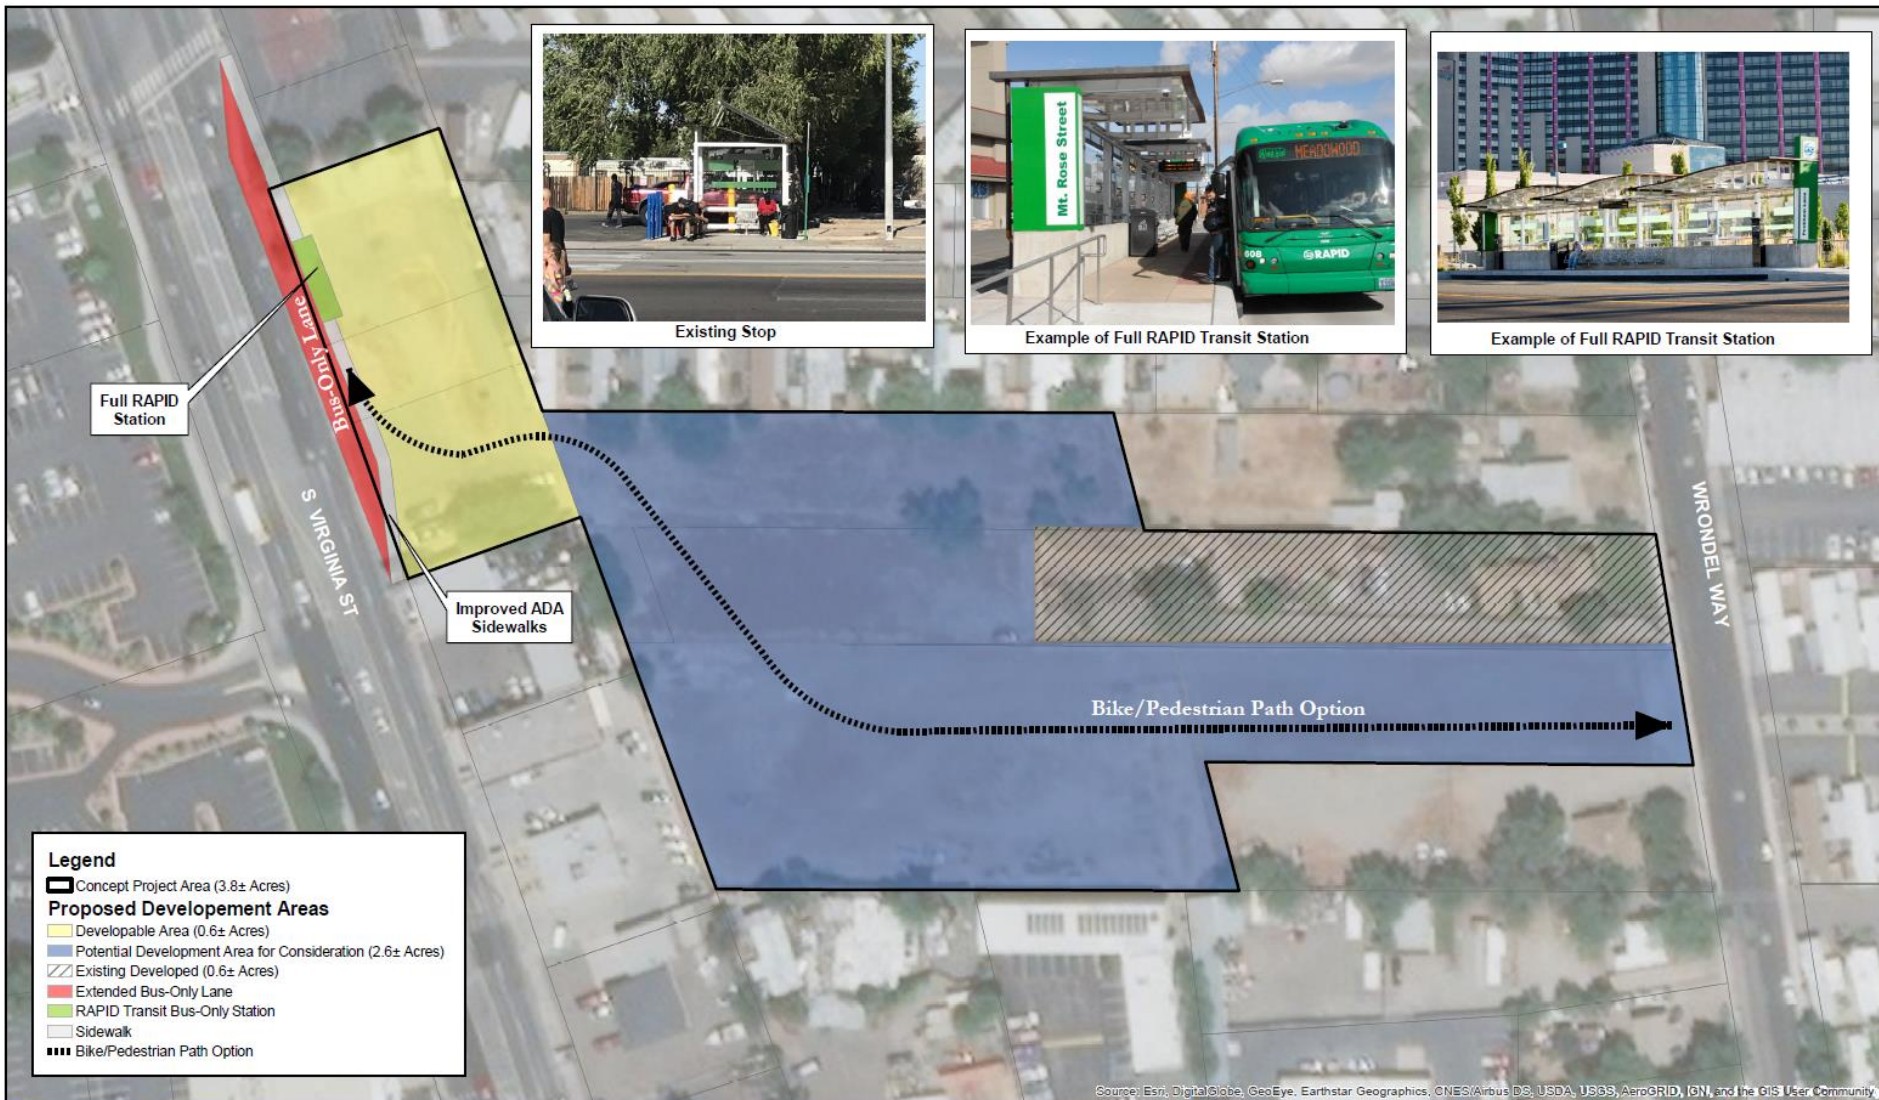 Existing Stop
Mt. Rose Street
RAPID
MEADOWOOD
RAPID
Example of Full RAPID Transit Station
Example of Full RAPID Transit Station
Full RAPID
Station
Bus-Only Lane
S VIRGINIA ST
Improved ADA
Sidewalks
WRONDEL WAY
Bike/Pedestrian Path Option
Legend
Concept Project Area (3.8± Acres)
Proposed Developement Areas
Developable Area (0.6± Acres)
Potential Development Area for Consideration (2.6± Acres)
Existing Developed (0.6± Acres)
Extended Bus-Only Lane
RAPID Transit Bus-Only Station
Sidewalk
Bike/Pedestrian Path Option
Source: Esri, DigitalGlobe, GeoEye, Earthstar Geographics, CNES/Airbus DS, USDA, USGS, AeroGRID, IGN, and the GIS User Community